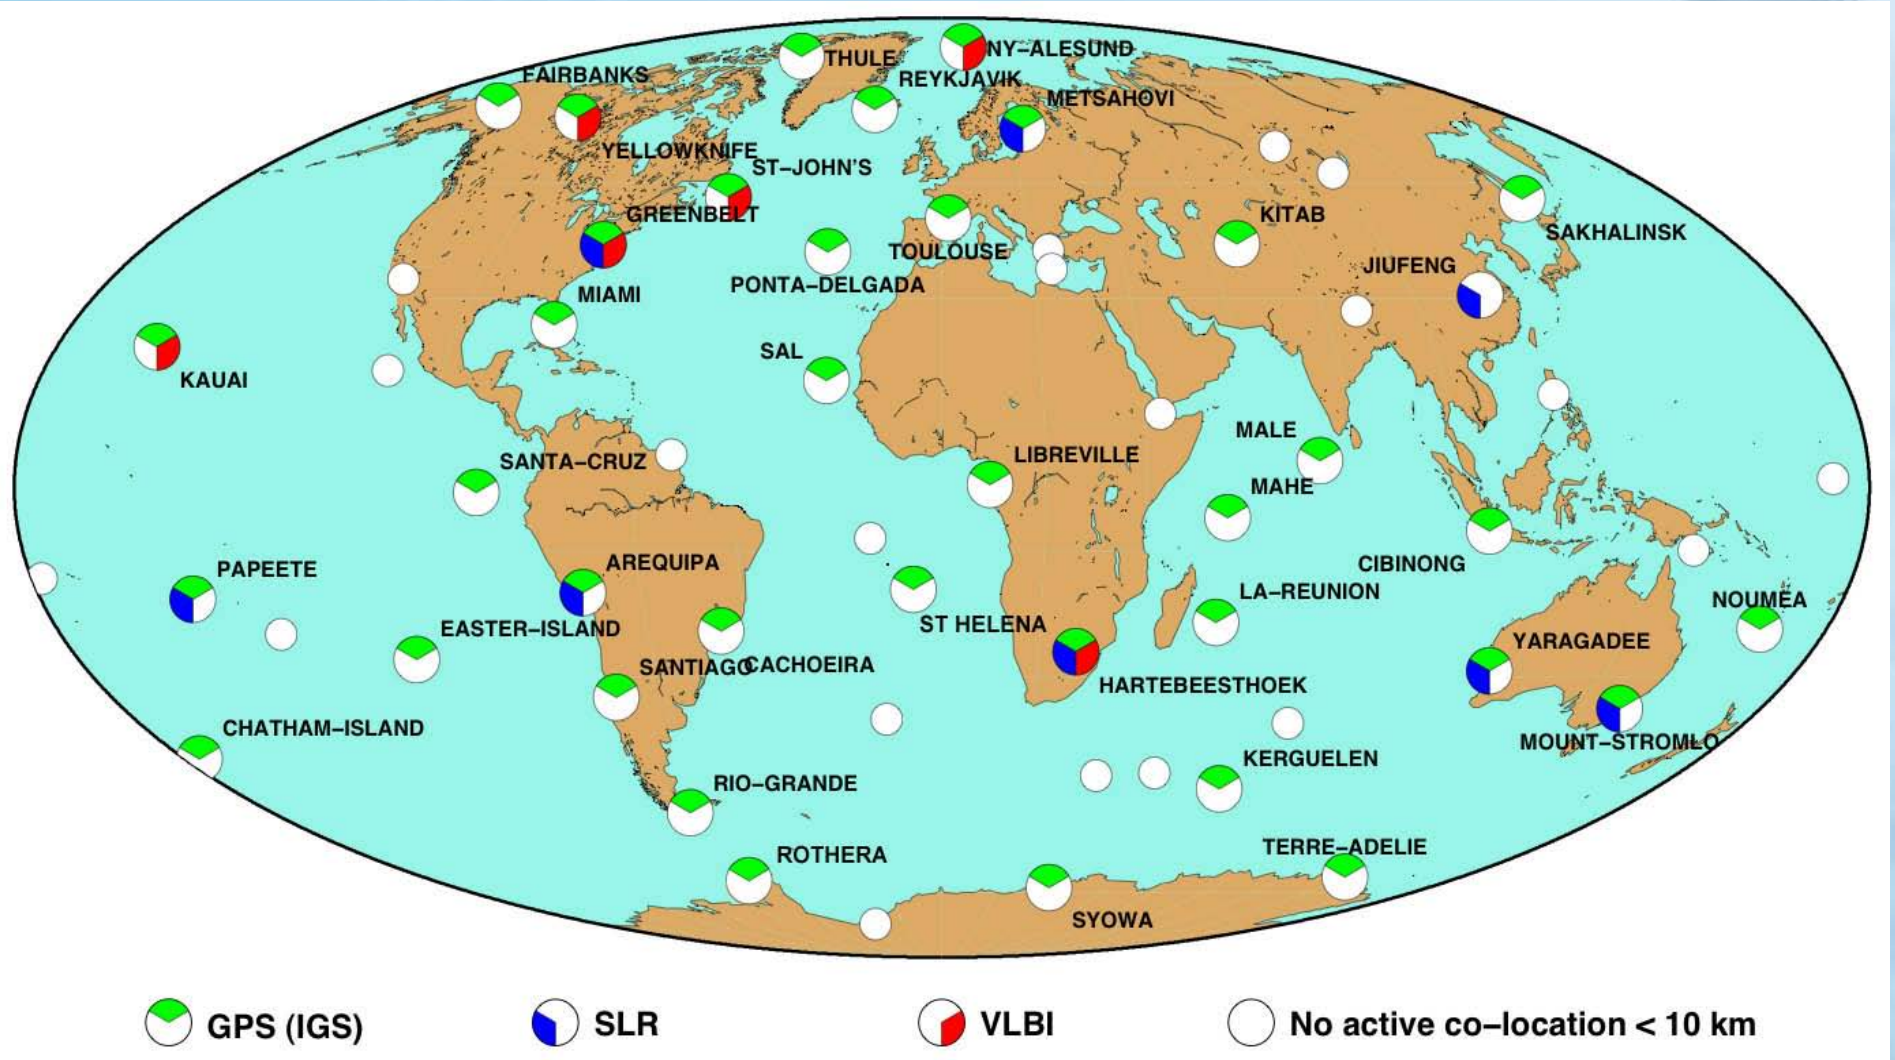 THULE
NY–ALESUND
FAIRBANKS
REYKJAVIK
METSAHOVI
YELLOWKNIFE
ST–JOHN'S
GREENBELT
KITAB
SAKHALINSK
TOULOUSE
JIUFENG
PONTA–DELGADA
MIAMI
SAL
KAUAI
MALE
LIBREVILLE
SANTA–CRUZ
MAHE
AREQUIPA
CIBINONG
PAPEETE
LA–REUNION
NOUMEA
ST HELENA
EASTER–ISLAND
YARAGADEE
SANTIAGO
CACHOEIRA
HARTEBEESTHOEK
CHATHAM–ISLAND
MOUNT–STROMLO
KERGUELEN
RIO–GRANDE
TERRE–ADELIE
ROTHERA
SYOWA
GPS (IGS)
SLR
VLBI
No active co–location < 10 km